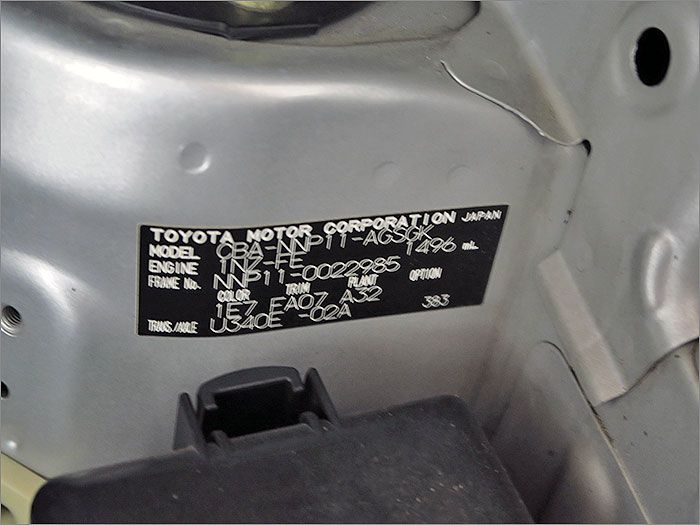 TOYOTA MOTOR CORPORATION JAPAN
MODEL CBA-NNP11-AGSGK
ENGINE 1NZ-FE 1496 mL
FRAME No. NNP11-0022985
COLOR TRIM PLANT OPTION
1E7 FA07 A32
TRANS./AXLE U340E -02A 383